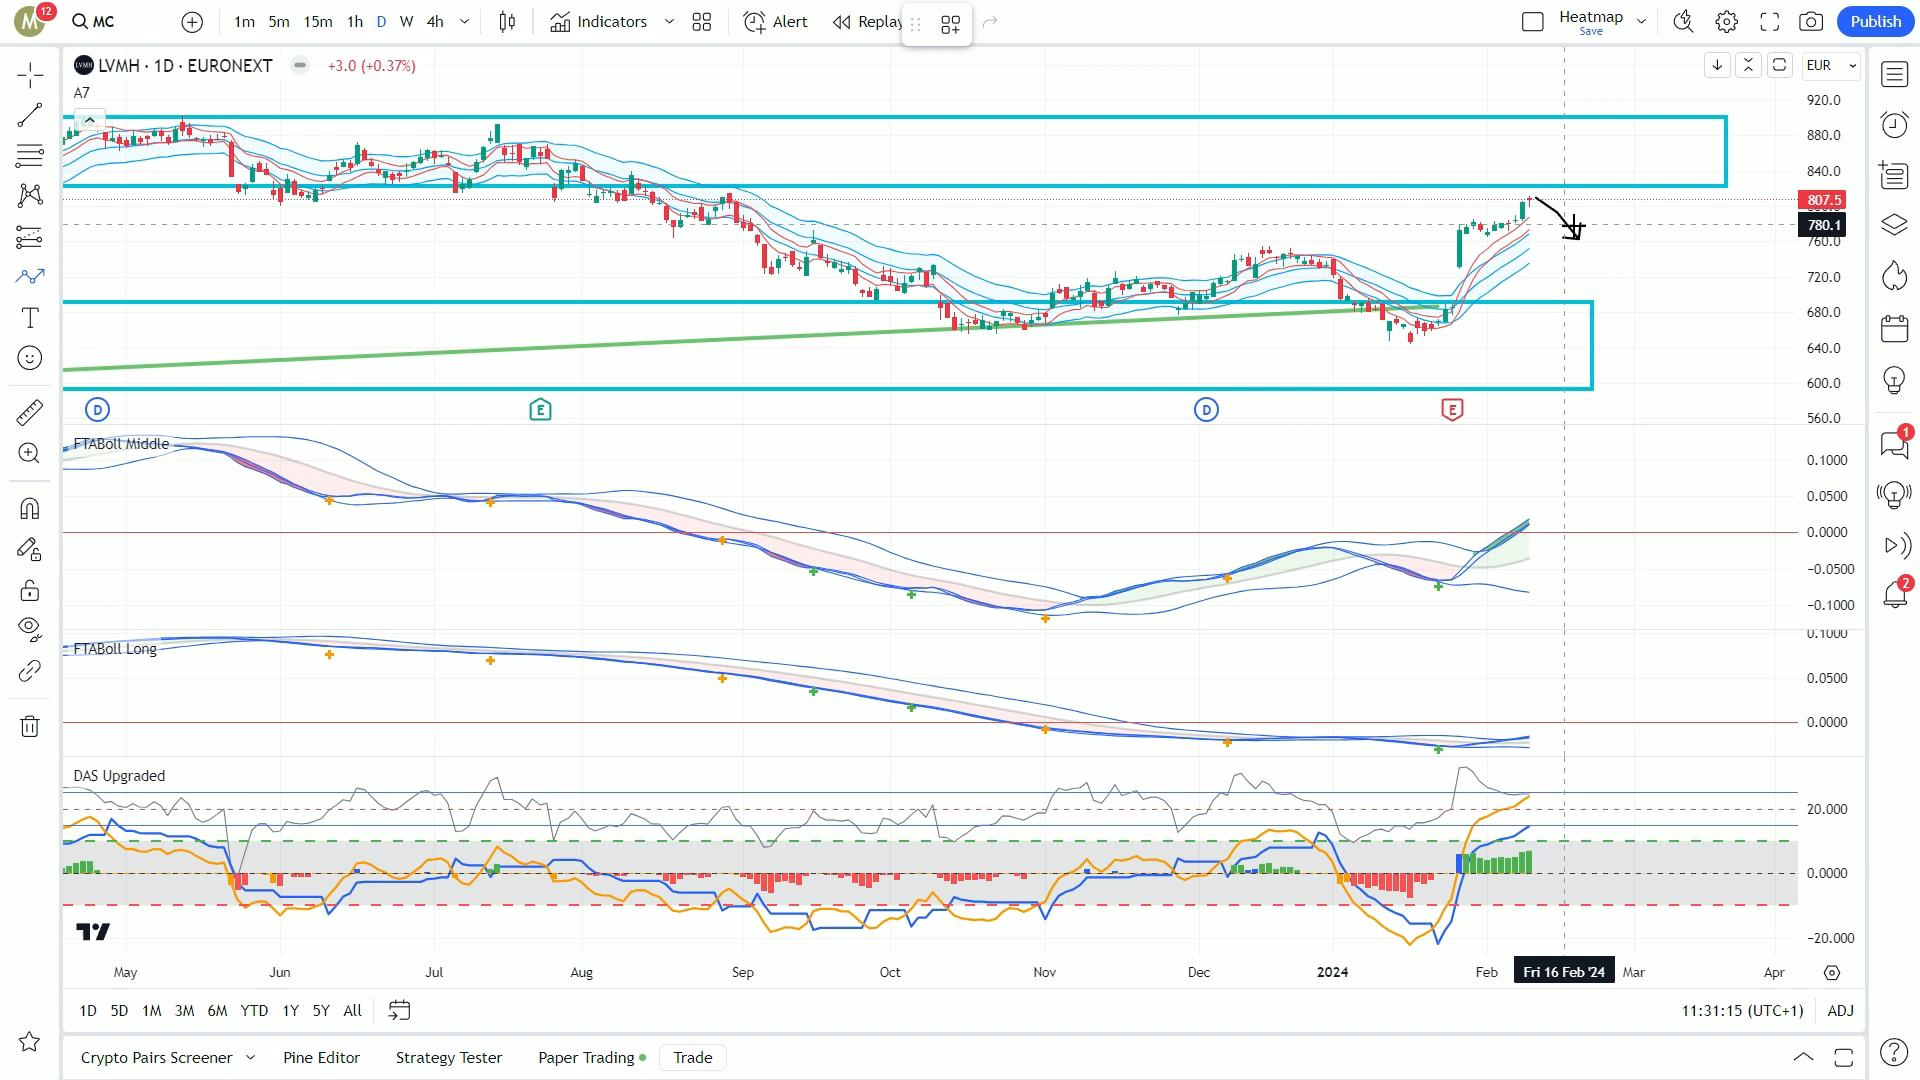 M 12 MC 1m 5m 15m 1h D W 4h Indicators Alert Replay Heatmap Save Publish
LVMH · 1D · EURONEXT +3.0 (+0.37%) EUR
A7
920.0
880.0
840.0
807.5
780.1
760.0
720.0
680.0
640.0
600.0
560.0
D E D E
FTABoll Middle
0.1000
0.0500
0.0000
−0.0500
−0.1000
FTABoll Long
0.1000
0.0500
0.0000
DAS Upgraded
20.000
0.0000
−20.000
May Jun Jul Aug Sep Oct Nov Dec 2024 Feb Fri 16 Feb '24 Mar Apr
1D 5D 1M 3M 6M YTD 1Y 5Y All 11:31:15 (UTC+1) ADJ
Crypto Pairs Screener Pine Editor Strategy Tester Paper Trading Trade
1
2